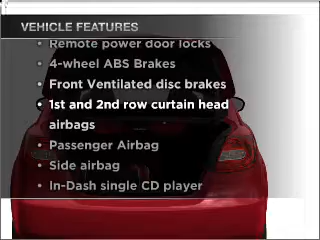 VEHICLE FEATURES
• Remote power door locks
• 4-wheel ABS Brakes
• Front Ventilated disc brakes
• 1st and 2nd row curtain head
airbags
• Passenger Airbag
• Side airbag
• In-Dash single CD player